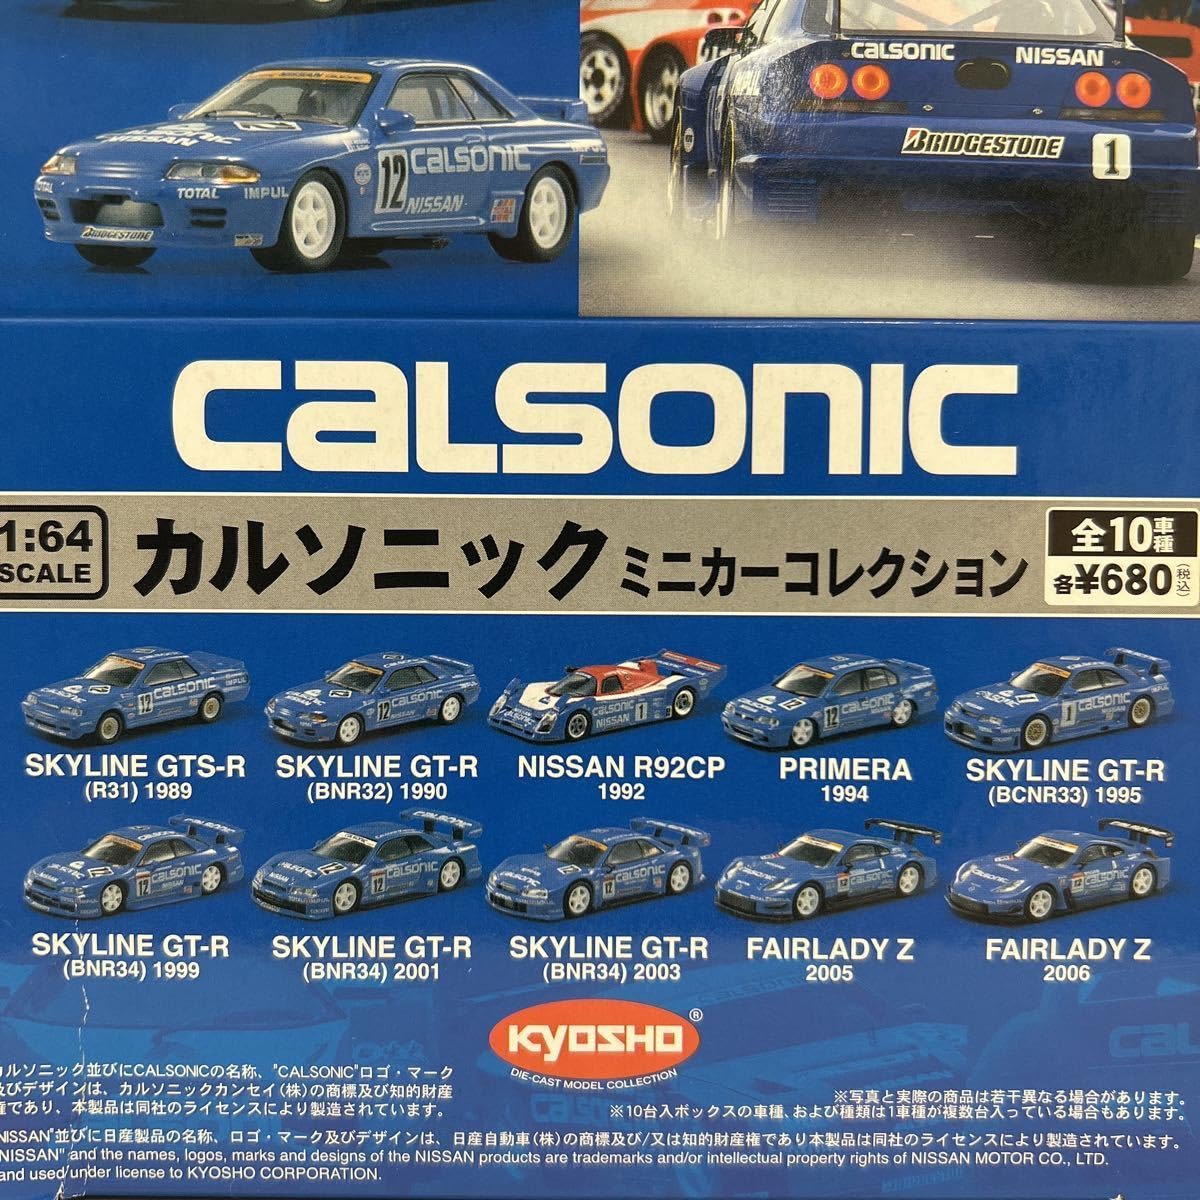 CALSONIC NISSAN
BRIDGESTONE 1
NISSAN
12 CALSONIC
NISSAN
TOTAL IMPUL
TOTAL
BRIDGESTONE
CALSONIC
1:64
SCALE
カルソニック ミニカーコレクション
全10車種
各¥680(税込)
SKYLINE GTS-R
(R31) 1989
SKYLINE GT-R
(BNR32) 1990
NISSAN R92CP
1992
PRIMERA
1994
SKYLINE GT-R
(BCNR33) 1995
SKYLINE GT-R
(BNR34) 1999
SKYLINE GT-R
(BNR34) 2001
SKYLINE GT-R
(BNR34) 2003
FAIRLADY Z
2005
FAIRLADY Z
2006
KYOSHO®
DIE-CAST MODEL COLLECTION
カルソニック並びにCALSONICの名称、"CALSONIC"ロゴ・マーク
及びデザインは、カルソニックカンセイ(株)の商標及び知的財産
権であり、本製品は同社のライセンスにより製造されています。
※写真と実際の商品は若干異なる場合があります。
※10台入ボックスの車種、および種類は1車種が複数台入っている場合もあります。
"NISSAN"並びに日産製品の名称、ロゴ・マーク及びデザインは、日産自動車(株)の商標及び/又は知的財産権であり本製品は同社のライセンスにより製造されています。
"NISSAN" and the names, logos, marks and designs of the NISSAN products are trademarks and/or intellectual property rights of NISSAN MOTOR CO., LTD.
and used under license to KYOSHO CORPORATION.